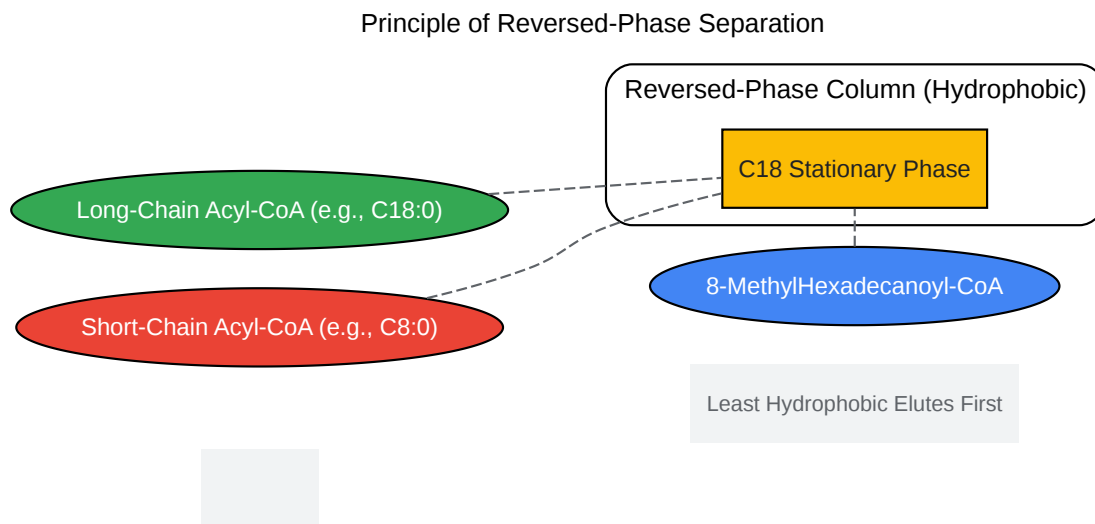 Principle of Reversed-Phase Separation
Reversed-Phase Column (Hydrophobic)
C18 Stationary Phase
Long-Chain Acyl-CoA (e.g., C18:0)
8-MethylHexadecanoyl-CoA
Short-Chain Acyl-CoA (e.g., C8:0)
Least Hydrophobic Elutes First